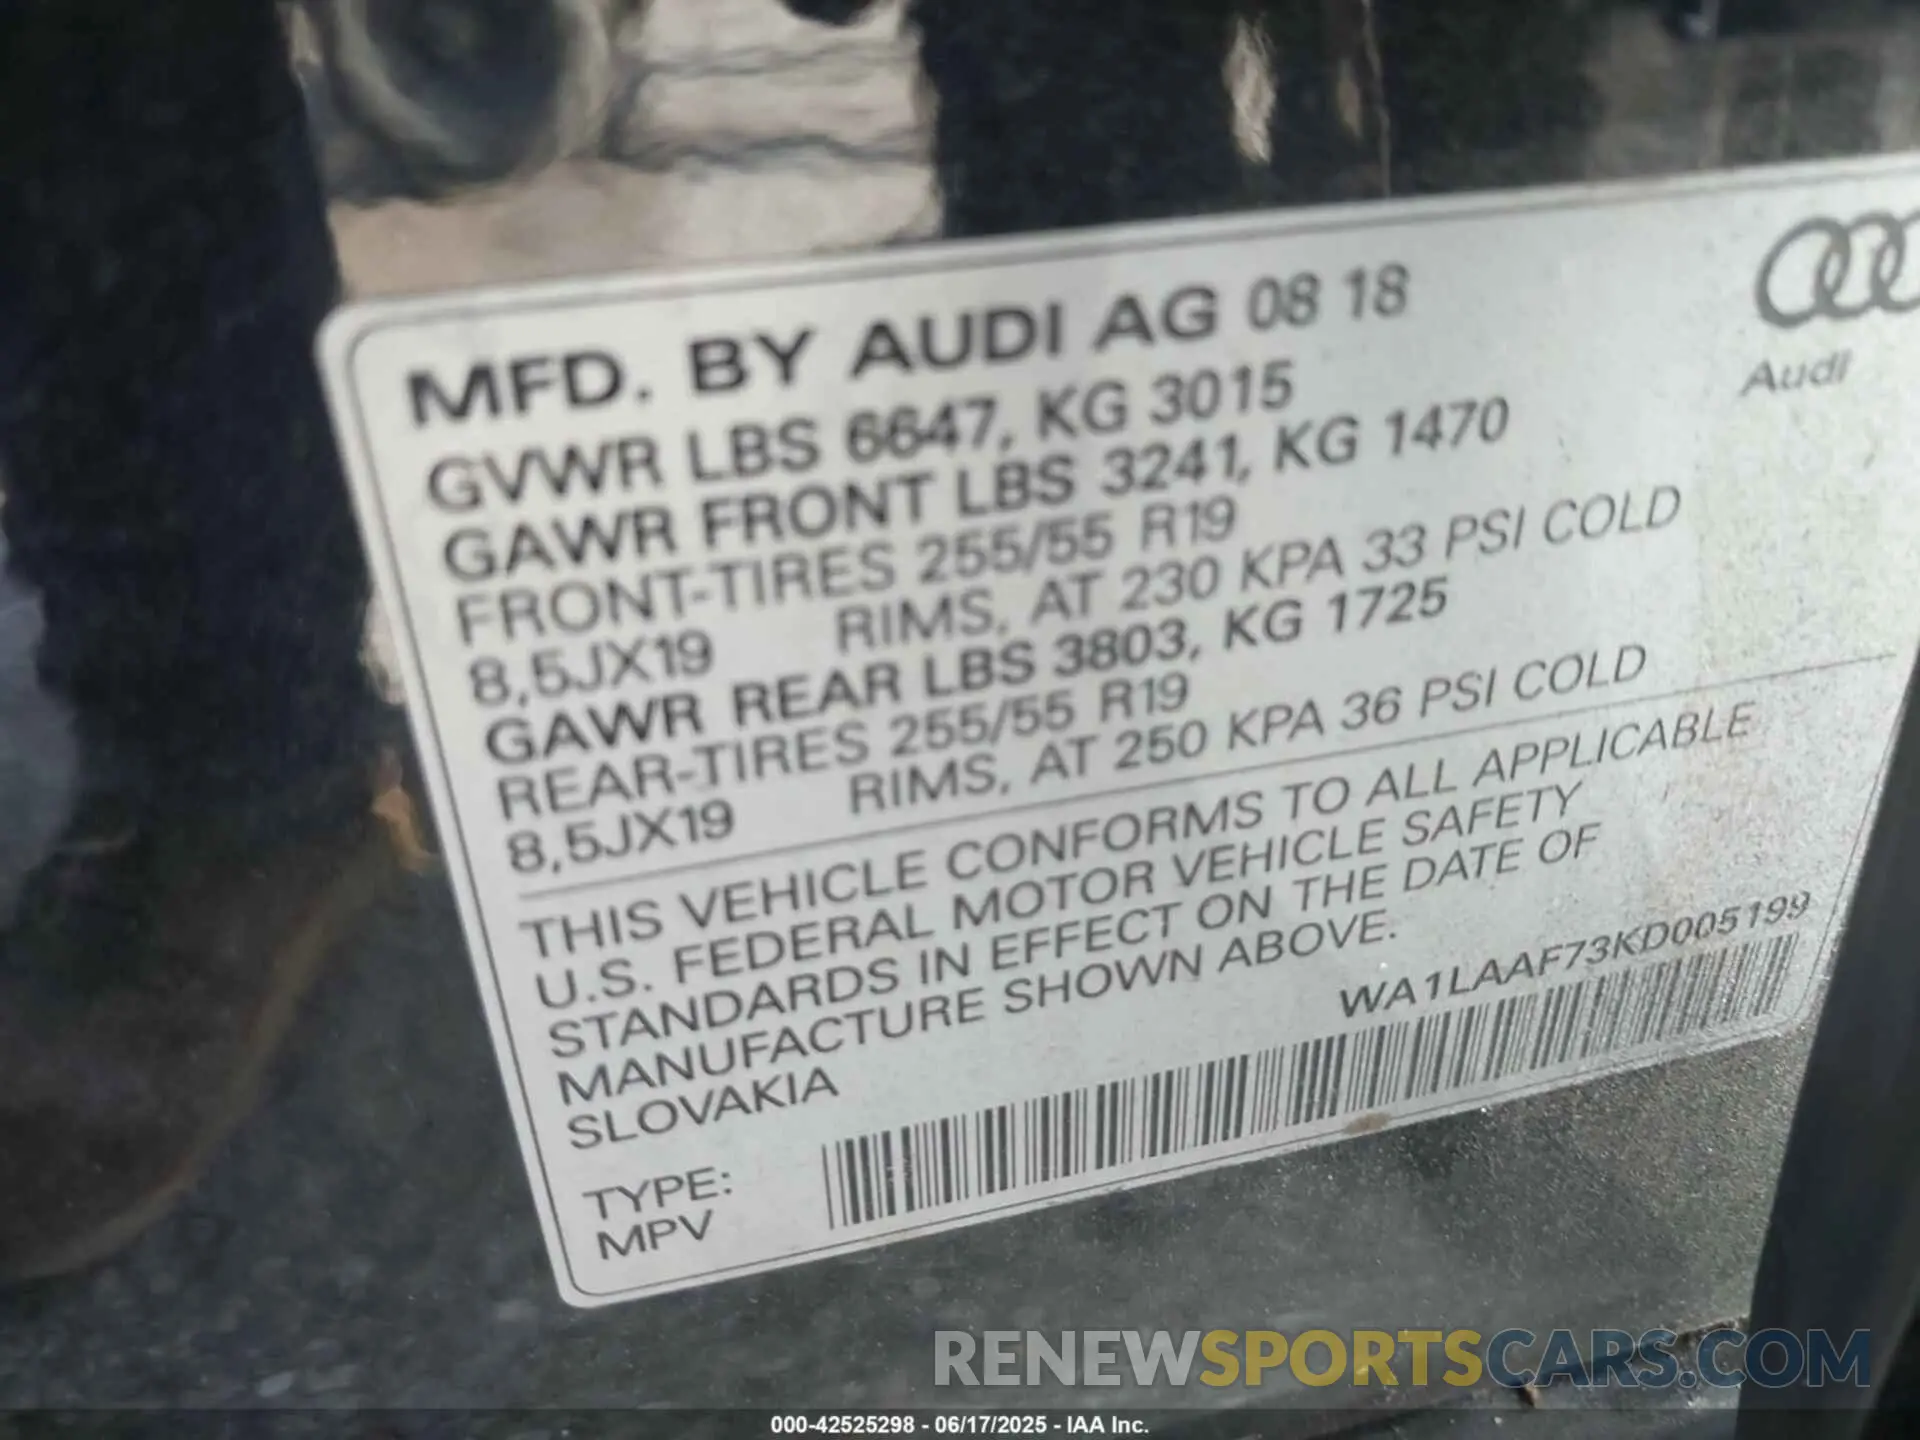 MFD. BY AUDI AG 08 18
Audi
GVWR LBS 6647, KG 3015
GAWR FRONT LBS 3241, KG 1470
FRONT-TIRES 255/55 R19
8,5JX19 RIMS, AT 230 KPA 33 PSI COLD
GAWR REAR LBS 3803, KG 1725
REAR-TIRES 255/55 R19
8,5JX19 RIMS, AT 250 KPA 36 PSI COLD
THIS VEHICLE CONFORMS TO ALL APPLICABLE
U.S. FEDERAL MOTOR VEHICLE SAFETY
STANDARDS IN EFFECT ON THE DATE OF
MANUFACTURE SHOWN ABOVE.
SLOVAKIA
WA1LAAF73KD005199
TYPE:
MPV
RENEWSPORTSCARS.COM
000-42525298 - 06/17/2025 - IAA Inc.